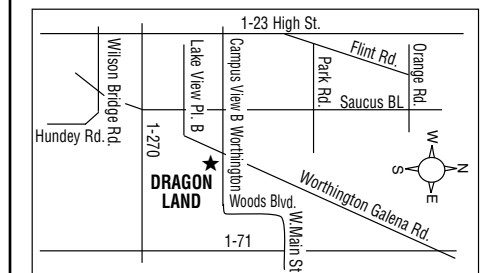 1-23 High St.
Flint Rd.
Orange Rd.
Park Rd.
Saucus BL
Wilson Bridge Rd.
Hundey Rd.
1-270
Lake View Pl. B
Campus View B Worthington
DRAGON
LAND
Woods Blvd.
Worthington Galena Rd.
W.Main St
1-71
W
N
S
E